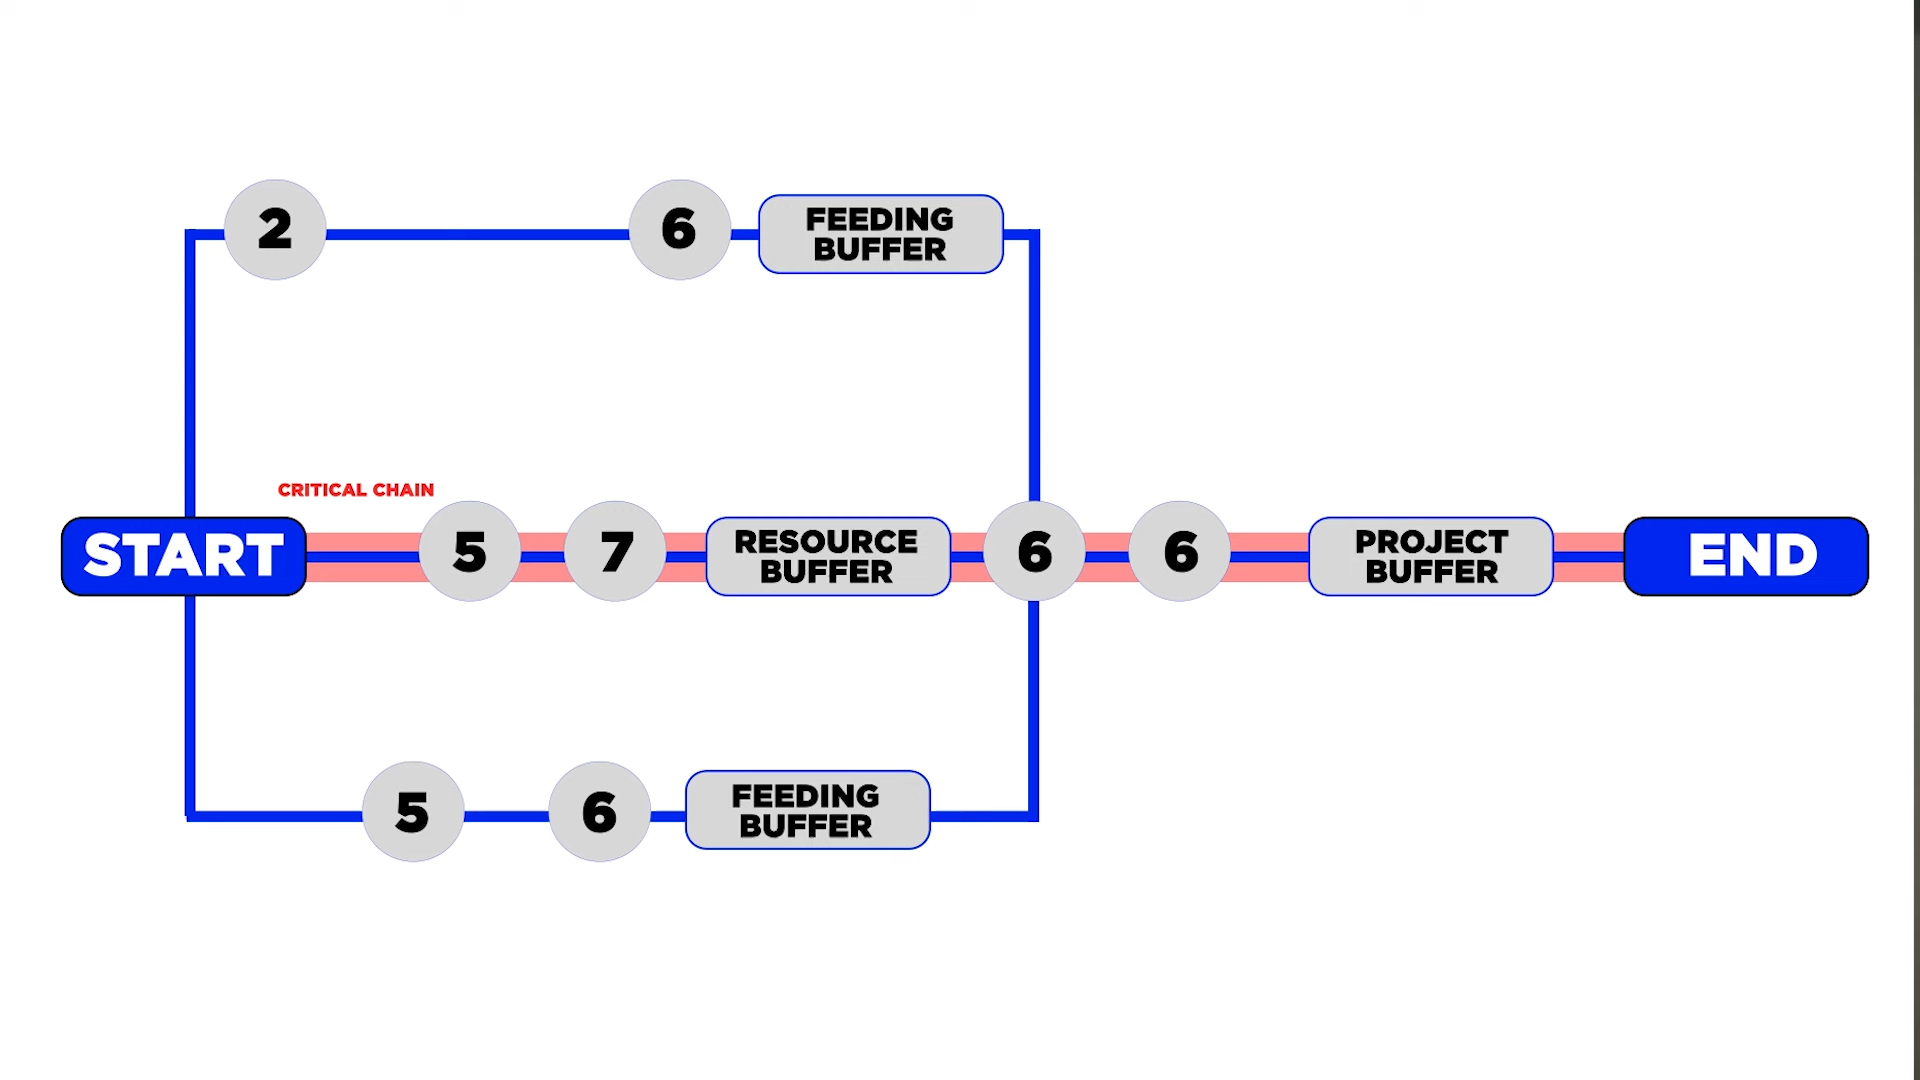 2
6
FEEDING
BUFFER
CRITICAL CHAIN
START
5
7
RESOURCE
BUFFER
6
6
PROJECT
BUFFER
END
5
6
FEEDING
BUFFER